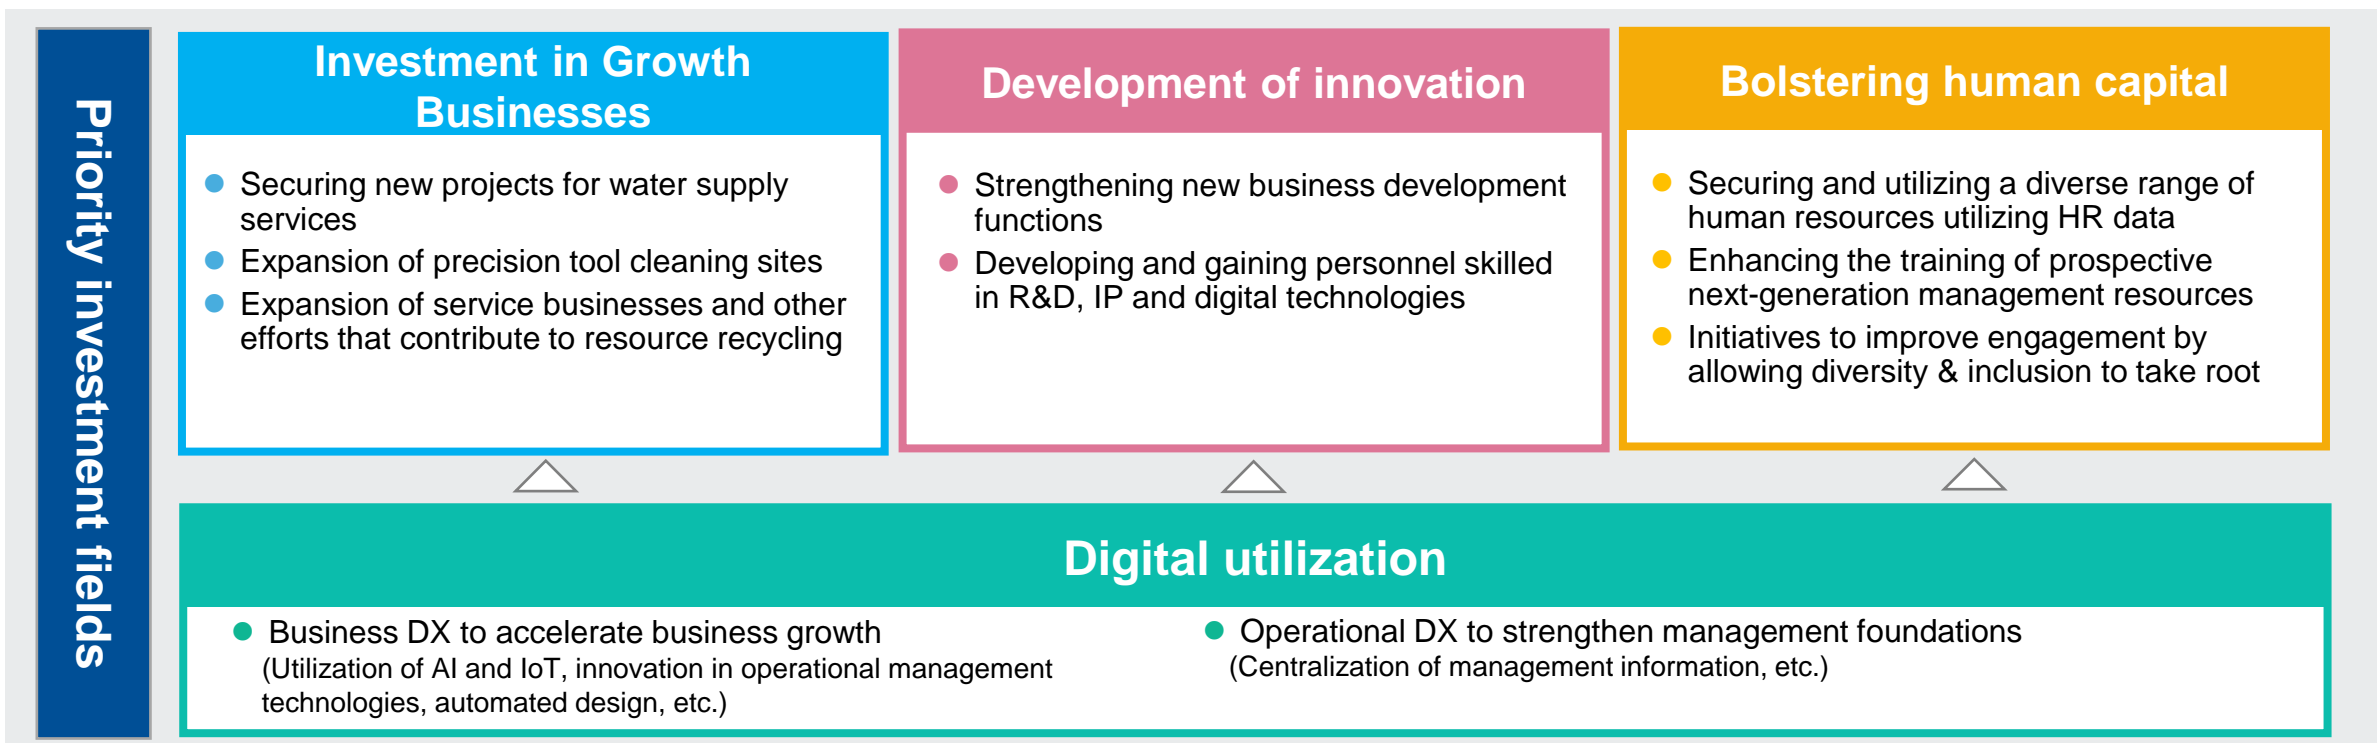 Priority investment fields
Investment in Growth
Businesses
● Securing new projects for water supply
services
● Expansion of precision tool cleaning sites
● Expansion of service businesses and other
efforts that contribute to resource recycling
Development of innovation
● Strengthening new business development
functions
● Developing and gaining personnel skilled
in R&D, IP and digital technologies
Bolstering human capital
● Securing and utilizing a diverse range of
human resources utilizing HR data
● Enhancing the training of prospective
next-generation management resources
● Initiatives to improve engagement by
allowing diversity & inclusion to take root
Digital utilization
● Business DX to accelerate business growth
(Utilization of AI and IoT, innovation in operational management
technologies, automated design, etc.)
● Operational DX to strengthen management foundations
(Centralization of management information, etc.)